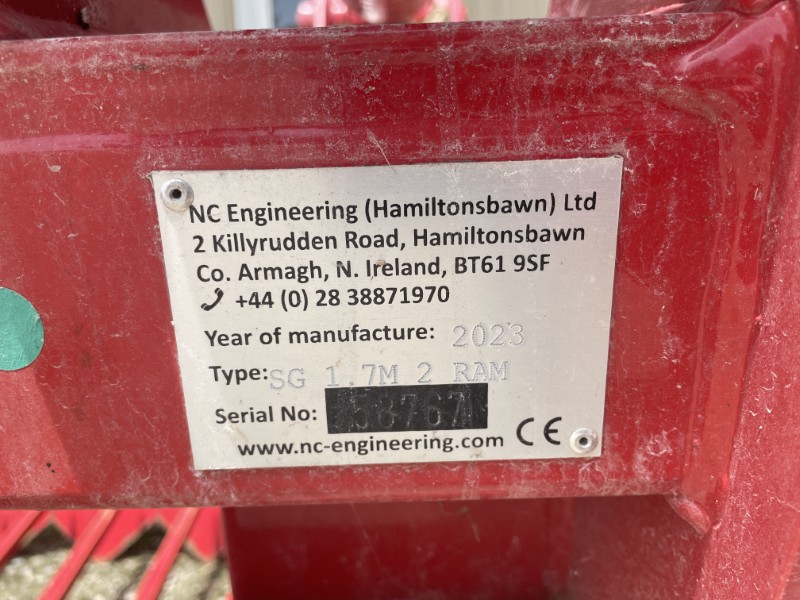 NC Engineering (Hamiltonsbawn) Ltd
2 Killyrudden Road, Hamiltonsbawn
Co. Armagh, N. Ireland, BT61 9SF
+44 (0) 28 38871970
Year of manufacture: 2023
Type: SG 1.7M 2 RAM
Serial No: 58767
www.nc-engineering.com CE